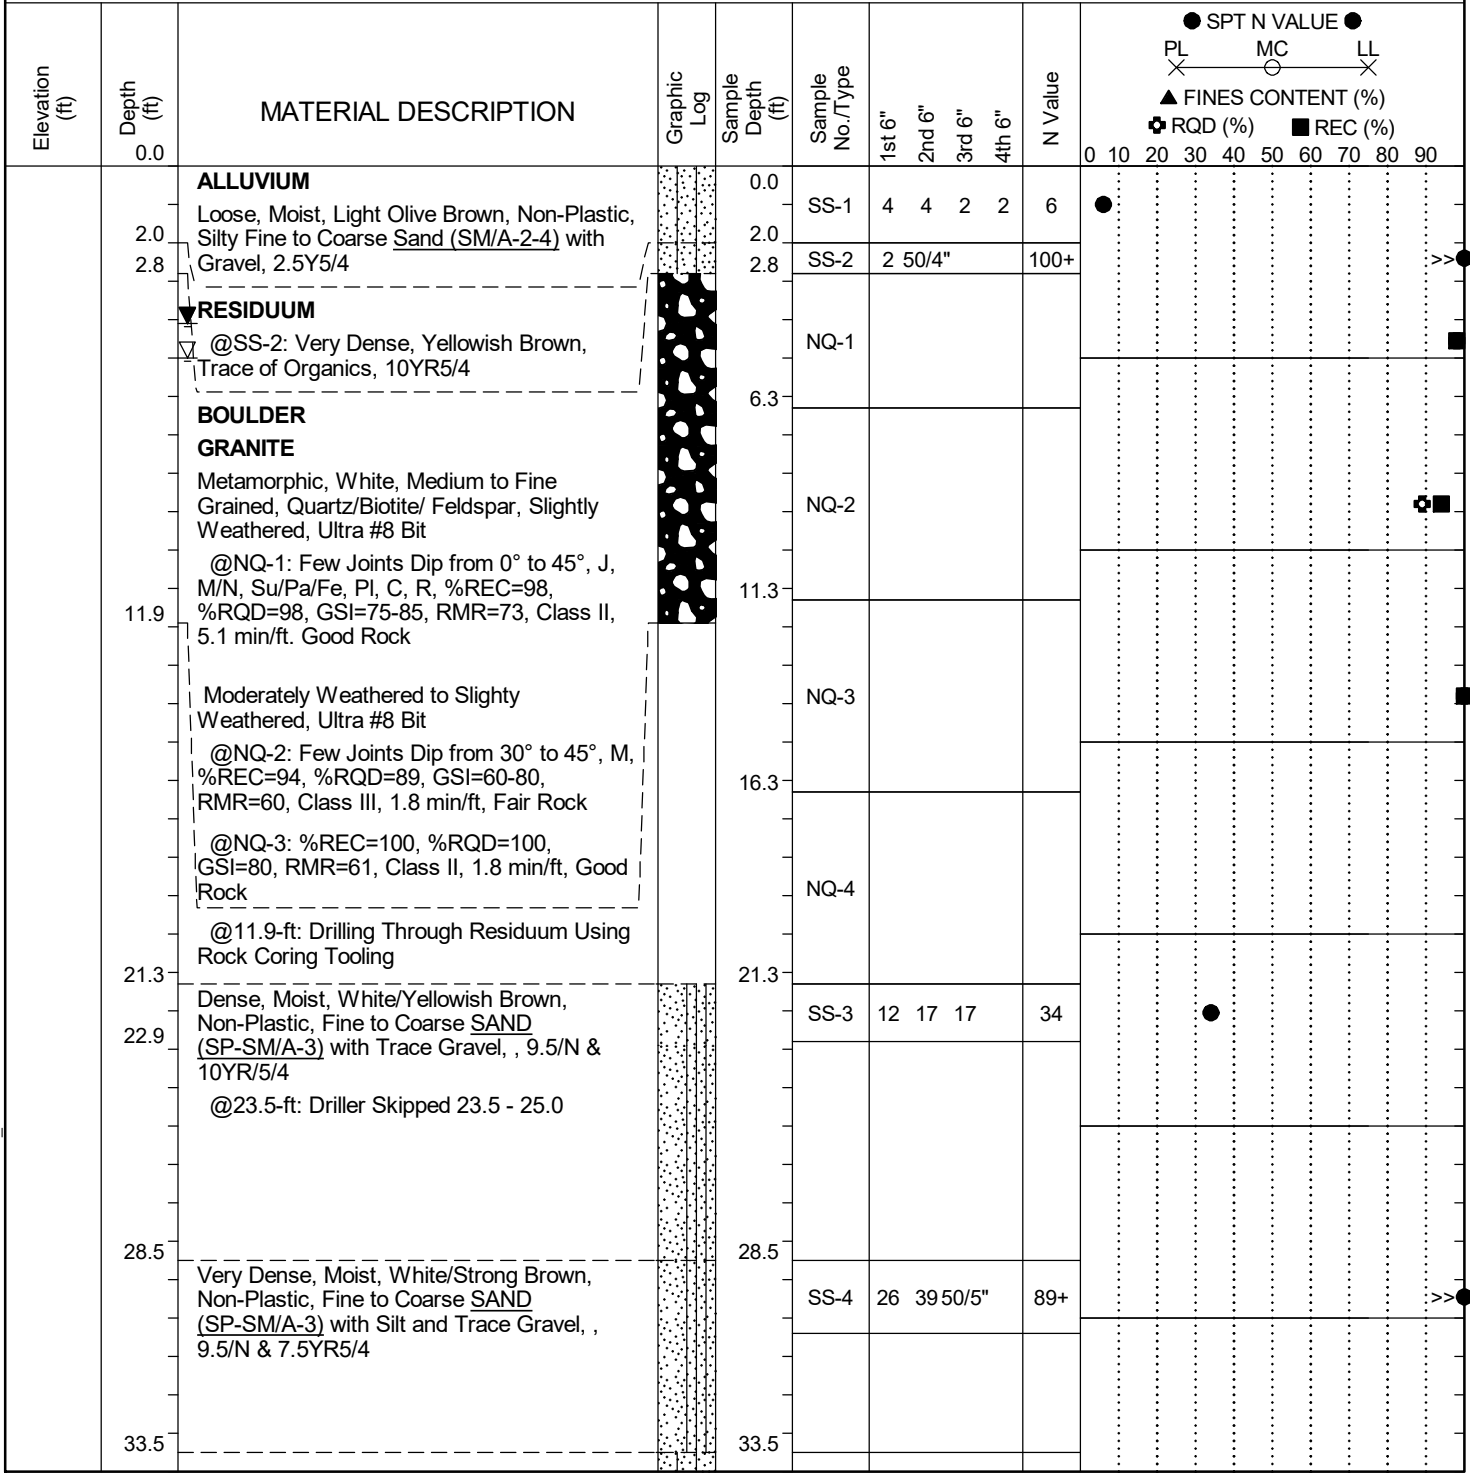 Elevation (ft)
Depth (ft)
0.0
MATERIAL DESCRIPTION
Graphic Log
Sample Depth (ft)
Sample No./Type
1st 6"
2nd 6"
3rd 6"
4th 6"
N Value
SPT N VALUE
PL MC LL
FINES CONTENT (%)
RQD (%) REC (%)
0 10 20 30 40 50 60 70 80 90
ALLUVIUM
Loose, Moist, Light Olive Brown, Non-Plastic,
Silty Fine to Coarse Sand (SM/A-2-4) with
Gravel, 2.5Y5/4
2.0
2.8
RESIDUUM
@SS-2: Very Dense, Yellowish Brown,
Trace of Organics, 10YR5/4
BOULDER
GRANITE
Metamorphic, White, Medium to Fine
Grained, Quartz/Biotite/ Feldspar, Slightly
Weathered, Ultra #8 Bit
@NQ-1: Few Joints Dip from 0° to 45°, J,
M/N, Su/Pa/Fe, Pl, C, R, %REC=98,
%RQD=98, GSI=75-85, RMR=73, Class II,
5.1 min/ft. Good Rock
11.9
Moderately Weathered to Slighty
Weathered, Ultra #8 Bit
@NQ-2: Few Joints Dip from 30° to 45°, M,
%REC=94, %RQD=89, GSI=60-80,
RMR=60, Class III, 1.8 min/ft, Fair Rock
@NQ-3: %REC=100, %RQD=100,
GSI=80, RMR=61, Class II, 1.8 min/ft, Good
Rock
@11.9-ft: Drilling Through Residuum Using
Rock Coring Tooling
21.3
Dense, Moist, White/Yellowish Brown,
Non-Plastic, Fine to Coarse SAND
(SP-SM/A-3) with Trace Gravel, , 9.5/N &
10YR/5/4
22.9
@23.5-ft: Driller Skipped 23.5 - 25.0
28.5
Very Dense, Moist, White/Strong Brown,
Non-Plastic, Fine to Coarse SAND
(SP-SM/A-3) with Silt and Trace Gravel, ,
9.5/N & 7.5YR5/4
33.5
0.0
SS-1 4 4 2 2 6
2.0
SS-2 2 50/4" 100+ >>
2.8
NQ-1
6.3
NQ-2
11.3
NQ-3
16.3
NQ-4
21.3
SS-3 12 17 17 34
28.5
SS-4 26 39 50/5" 89+ >>
33.5